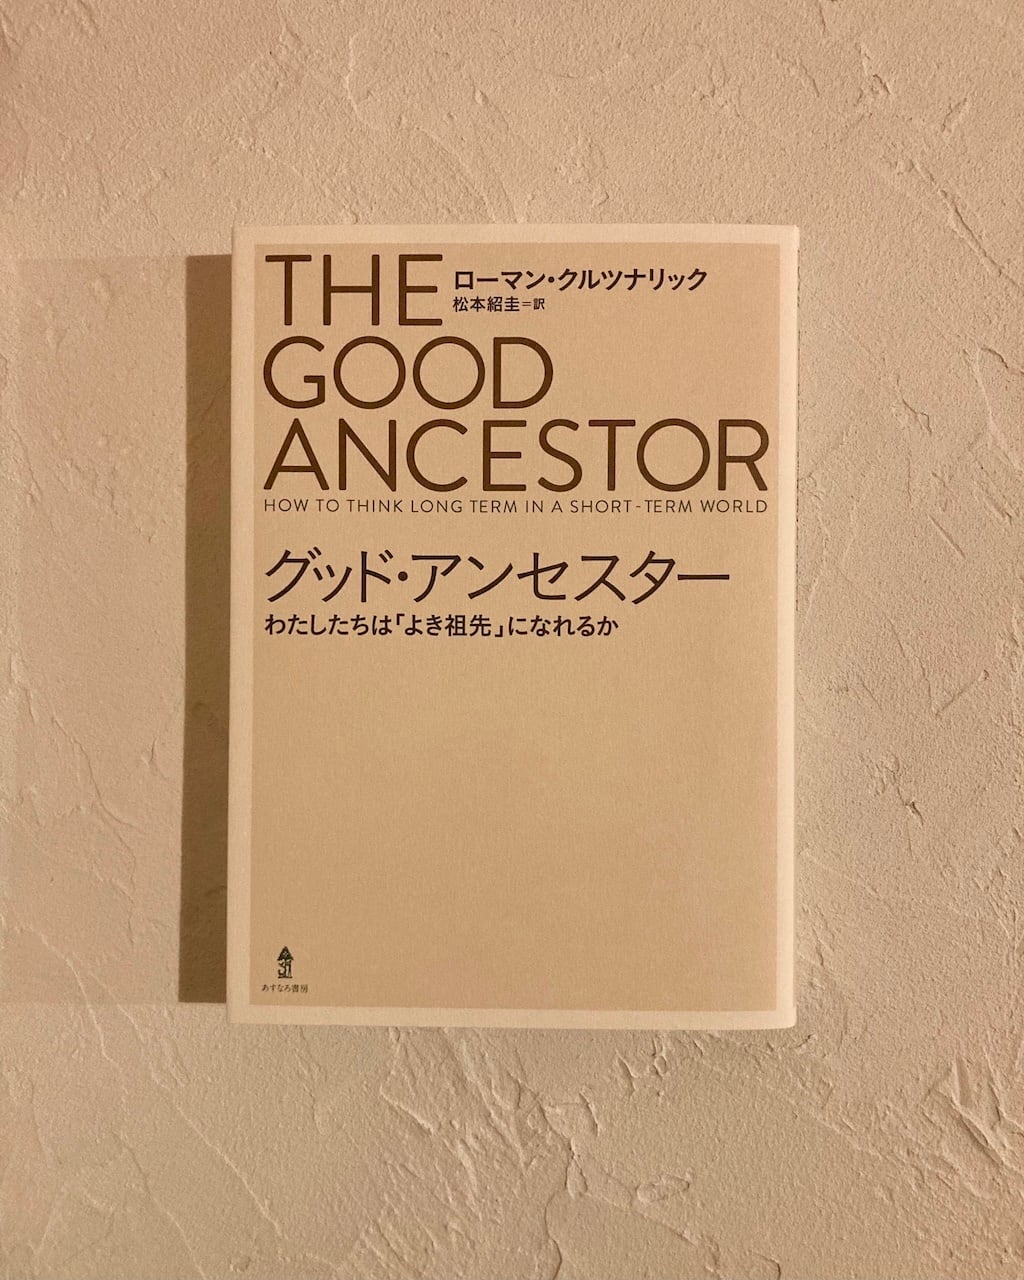 THE
ローマン・クルツナリック
松本紹圭=訳
GOOD
ANCESTOR
HOW TO THINK LONG TERM IN A SHORT-TERM WORLD
グッド・アンセスター
わたしたちは「よき祖先」になれるか
あすなろ書房